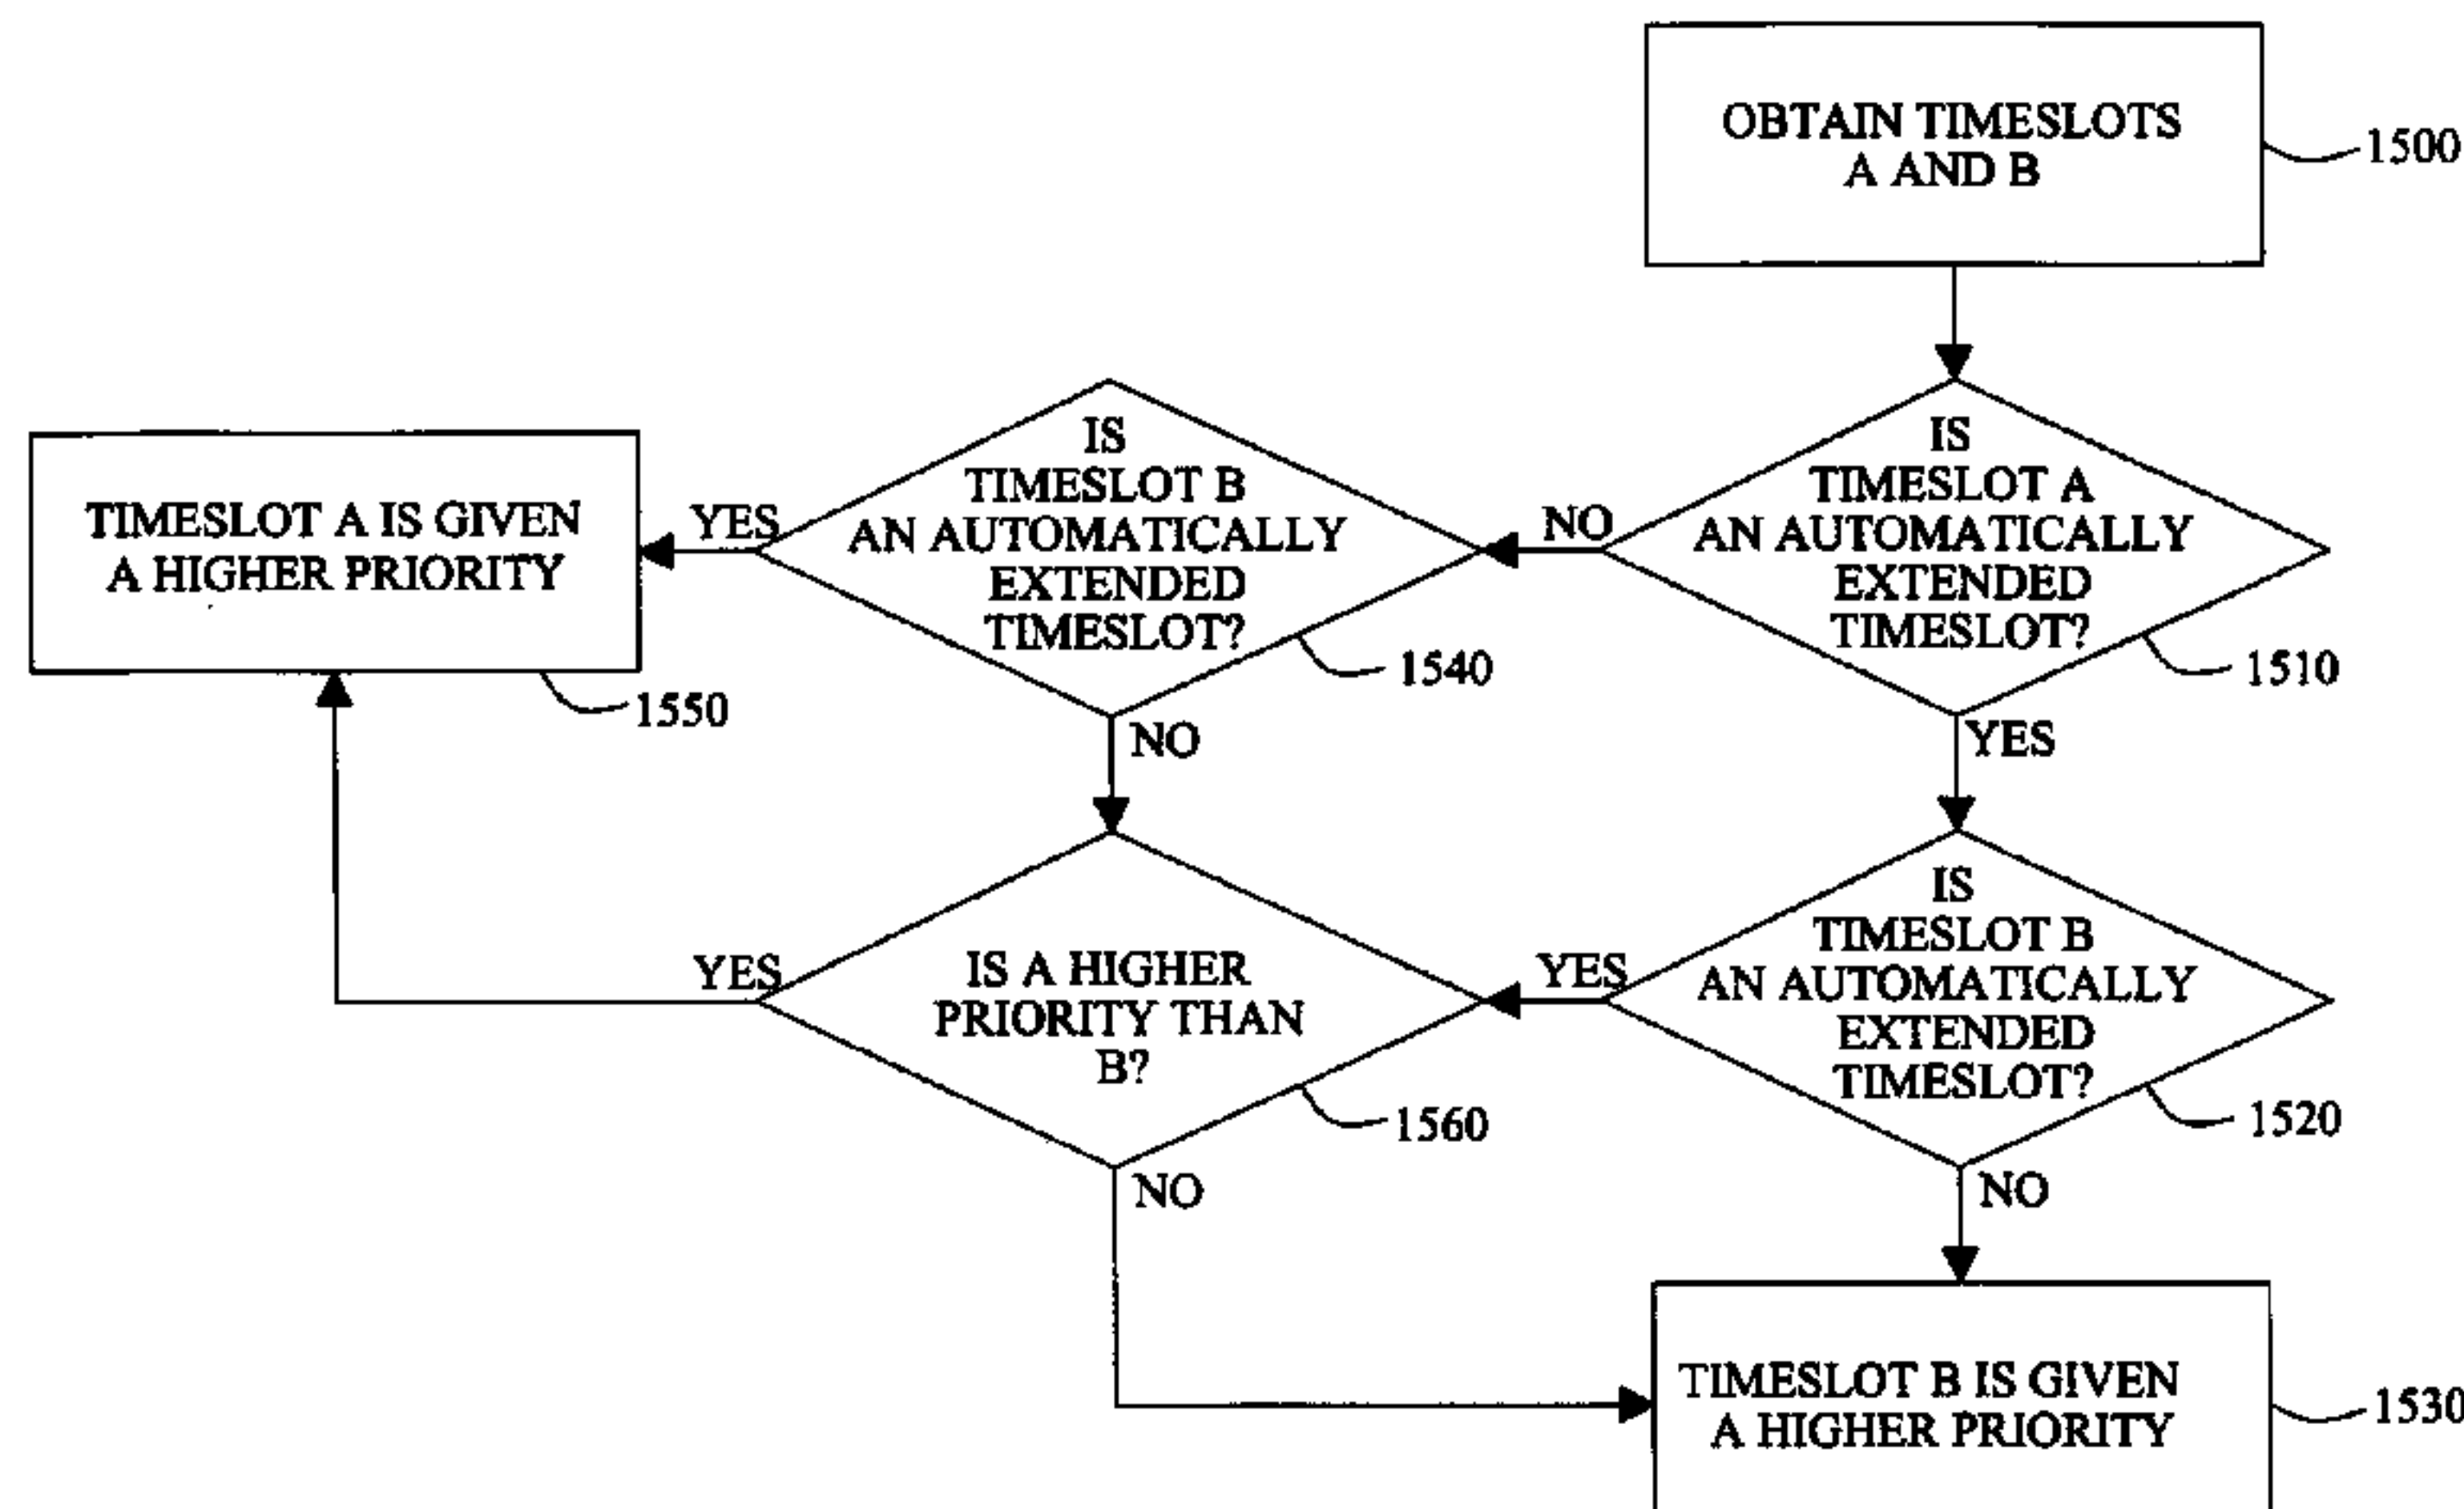 OBTAIN TIMESLOTS
A AND B
1500
IS
TIMESLOT A
AN AUTOMATICALLY
EXTENDED
TIMESLOT?
1510
NO
YES
IS
TIMESLOT B
AN AUTOMATICALLY
EXTENDED
TIMESLOT?
1540
YES
NO
TIMESLOT A IS GIVEN
A HIGHER PRIORITY
1550
IS
TIMESLOT B
AN AUTOMATICALLY
EXTENDED
TIMESLOT?
1520
YES
NO
IS A HIGHER
PRIORITY THAN
B?
1560
YES
NO
TIMESLOT B IS GIVEN
A HIGHER PRIORITY
1530